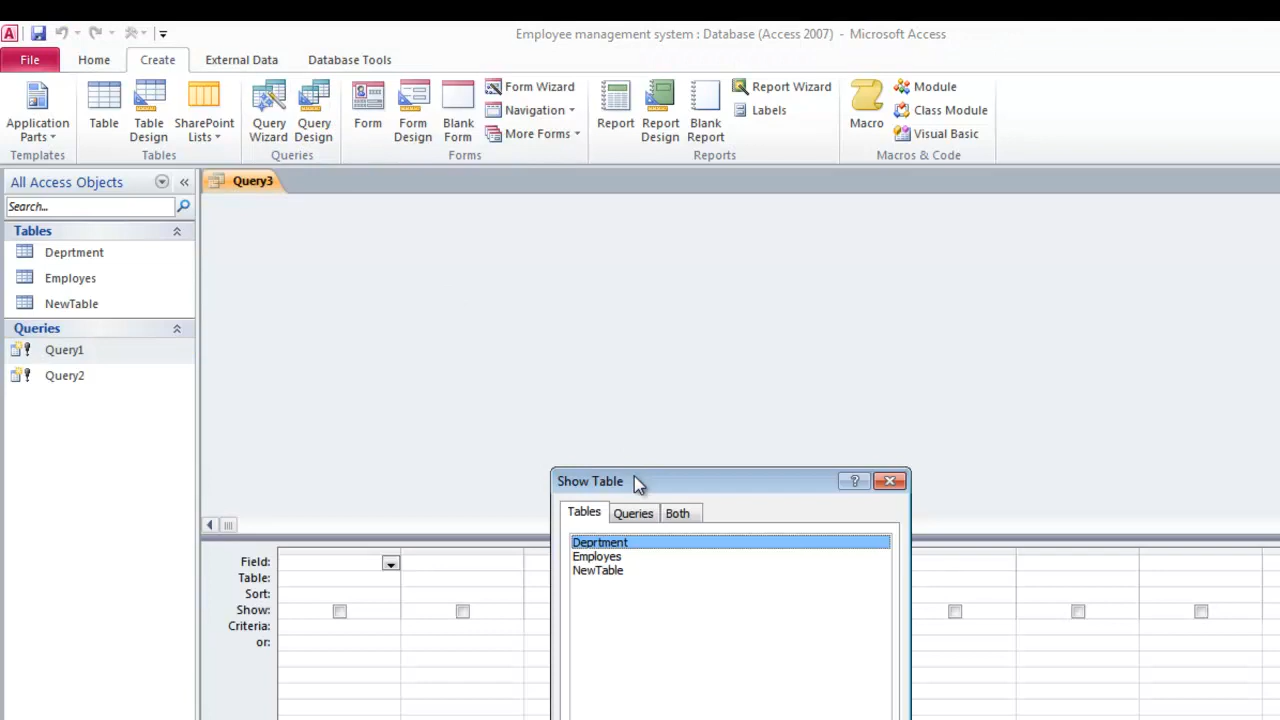 Employee management system : Database (Access 2007) - Microsoft Access
File Home Create External Data Database Tools
Application Parts
Table
Table Design
SharePoint Lists
Query Wizard
Query Design
Form
Form Design
Blank Form
Form Wizard
Navigation
More Forms
Report
Report Design
Blank Report
Report Wizard
Labels
Macro
Module
Class Module
Visual Basic
Templates Tables Queries Forms Reports Macros & Code
All Access Objects
Search...
Tables
Deprtment
Employes
NewTable
Queries
Query1
Query2
Query3
Show Table
Tables Queries Both
Deprtment
Employes
NewTable
Field:
Table:
Sort:
Show:
Criteria:
or: